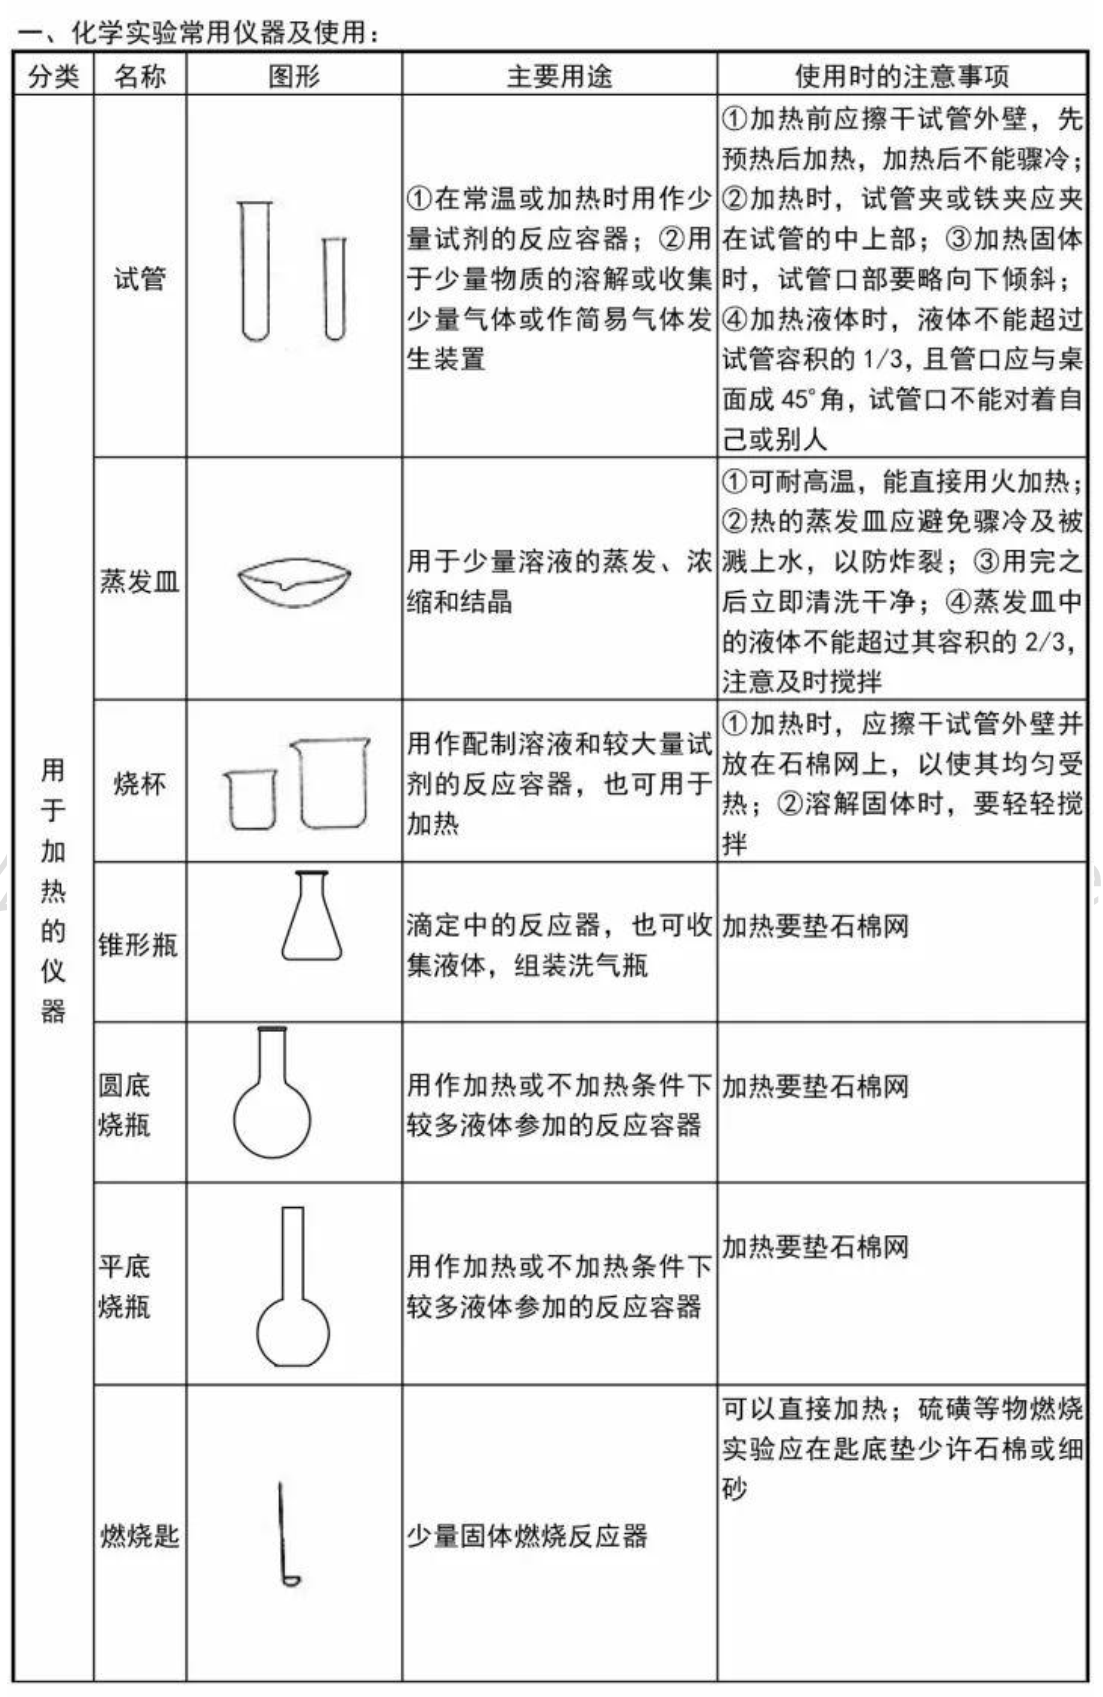 一、化学实验常用仪器及使用：
分类 名称 图形 主要用途 使用时的注意事项
用于加热的仪器
试管
①在常温或加热时用作少
量试剂的反应容器；②用
于少量物质的溶解或收集
少量气体或作简易气体发
生装置
①加热前应擦干试管外壁，先
预热后加热，加热后不能骤冷；
②加热时，试管夹或铁夹应夹
在试管的中上部；③加热固体
时，试管口部要略向下倾斜；
④加热液体时，液体不能超过
试管容积的1/3，且管口应与桌
面成45°角，试管口不能对着自
己或别人
蒸发皿
用于少量溶液的蒸发、浓
缩和结晶
①可耐高温，能直接用火加热；
②热的蒸发皿应避免骤冷及被
溅上水，以防炸裂；③用完之
后立即清洗干净；④蒸发皿中
的液体不能超过其容积的2/3，
注意及时搅拌
烧杯
用作配制溶液和较大量试
剂的反应容器，也可用于
加热
①加热时，应擦干试管外壁并
放在石棉网上，以使其均匀受
热；②溶解固体时，要轻轻搅
拌
锥形瓶
滴定中的反应器，也可收
集液体，组装洗气瓶
加热要垫石棉网
圆底
烧瓶
用作加热或不加热条件下
较多液体参加的反应容器
加热要垫石棉网
平底
烧瓶
用作加热或不加热条件下
较多液体参加的反应容器
加热要垫石棉网
燃烧匙
少量固体燃烧反应器
可以直接加热；硫磺等物燃烧
实验应在匙底垫少许石棉或细
砂